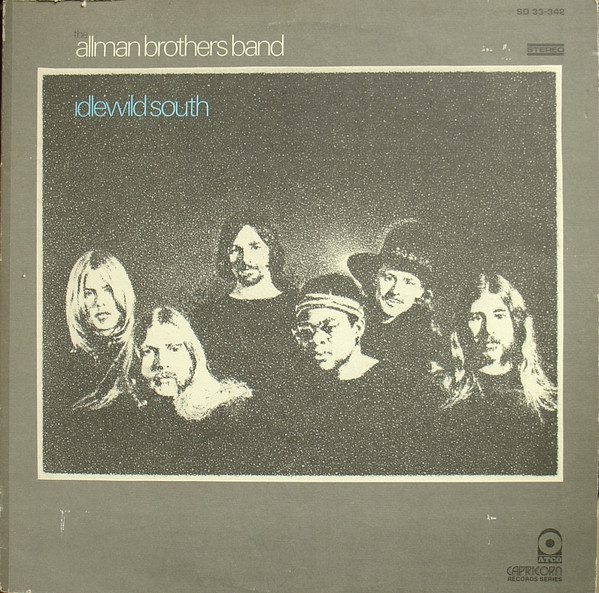 SD 33-342
the
allman brothers band
STEREO
idlewild south
ATCO
CAPRICORN
RECORDS SERIES